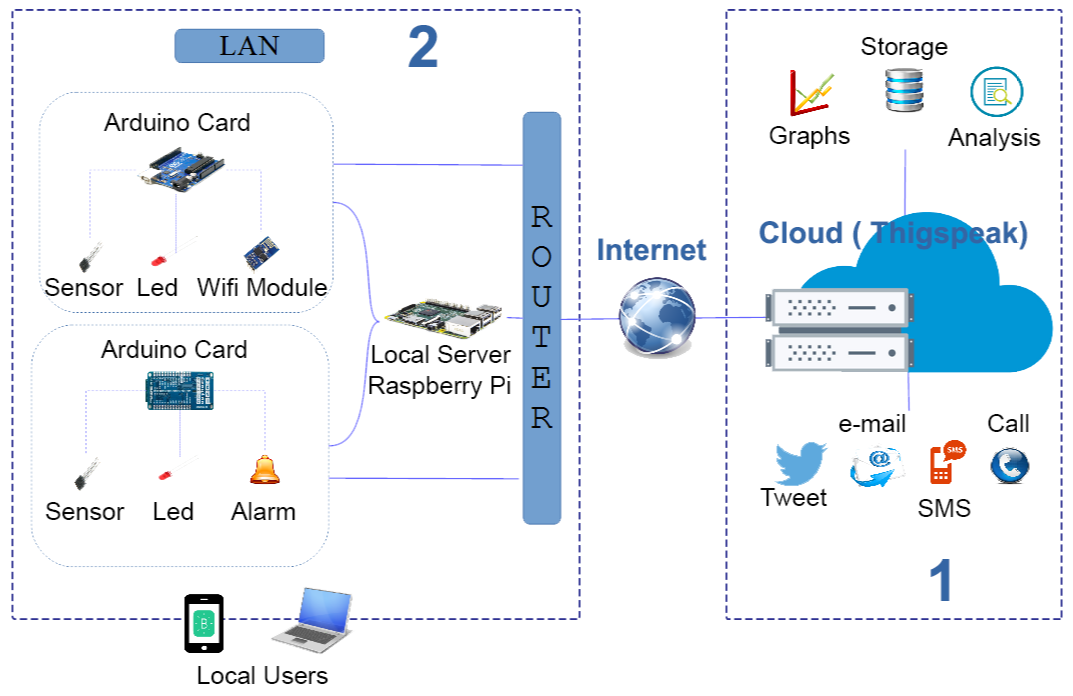 LAN
2
Arduino Card
Sensor
Led
Wifi Module
Arduino Card
Sensor
Led
Alarm
Local Server
Raspberry Pi
ROUTER
Local Users
Internet
Storage
Graphs
Analysis
Cloud ( Thigspeak)
e-mail
Call
SMS
Tweet
SMS
1